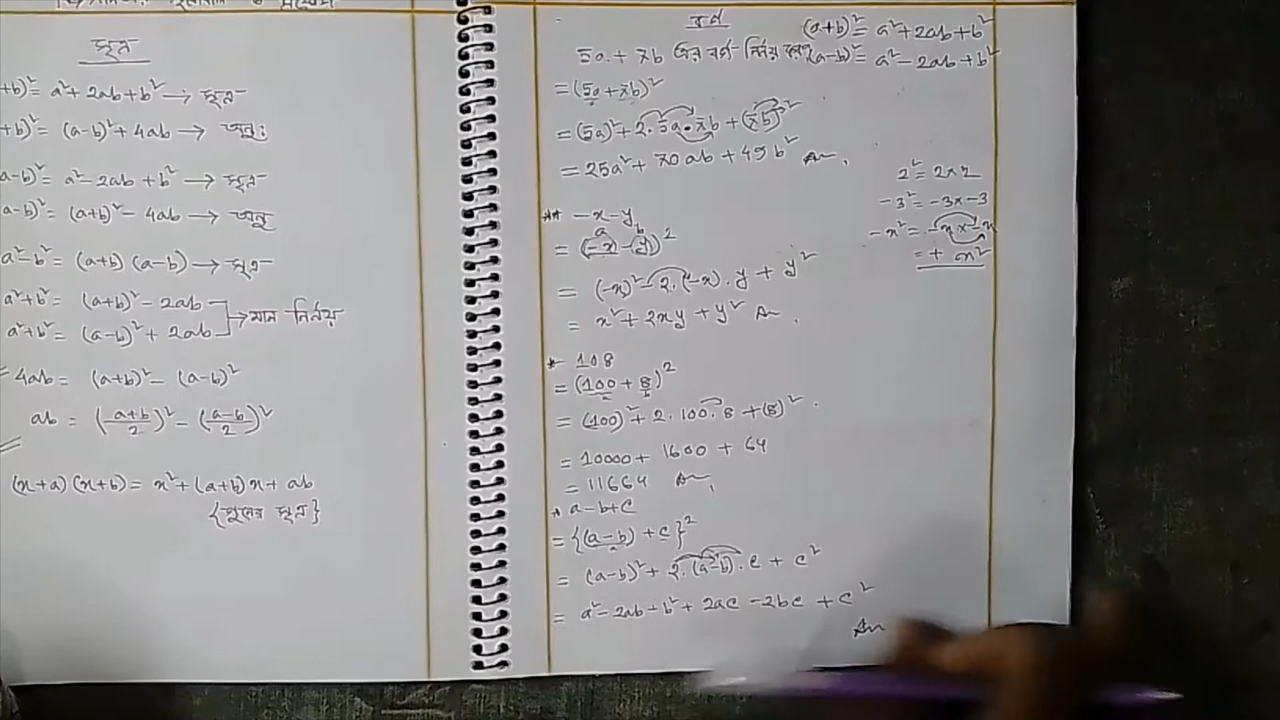 সূত্র
+b)² = a² + 2ab + b² → সূত্র
+b)² = (a-b)² + 4ab → অনুঃ
a-b)² = a² - 2ab + b² → সূত্র
a-b)² = (a+b)² - 4ab → অনু
a² - b² = (a+b) (a-b) → সূত্র
a² + b² = (a+b)² - 2ab
a² + b² = (a-b)² + 2ab → মান নির্ণয়
4ab = (a+b)² - (a-b)²
ab = (a+b/2)² - (a-b/2)²
(x+a) (x+b) = x² + (a+b) x + ab
{গুনের সূত্র}
বর্গ
(a+b)² = a² + 2ab + b²
5a + 7b এর বর্গ নির্ণয় কর?
(a-b)² = a² - 2ab + b²
= (5a + 7b)²
= (5a)² + 2. 5a . 7b + (7b)²
= 25a² + 70ab + 49b² Ans.
** -x-y
a b
= (-x - y)²
= (-x)² - 2. (-x) . y + y²
= x² + 2xy + y² Ans.
* 108
= (100 + 8)²
a b
= (100)² + 2. 100. 8 + (8)².
= 10000 + 1600 + 64
= 11664 Ans.
* a-b+c
= {(a-b) + c}²
= (a-b)² + 2. (a-b) . c + c²
= a² - 2ab + b² + 2ac - 2bc + c²
Ans
2² = 2×2
-3² = -3×-3
-x² = -x × -x
= + x²